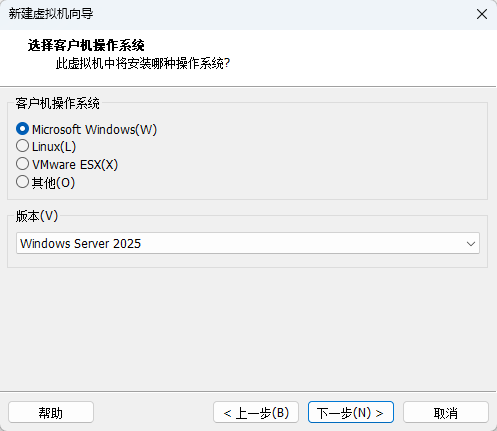 新建虚拟机向导
选择客户机操作系统
此虚拟机中将安装哪种操作系统?
客户机操作系统
Microsoft Windows(W)
Linux(L)
VMware ESX(X)
其他(O)
版本(V)
Windows Server 2025
帮助
< 上一步(B)
下一步(N) >
取消